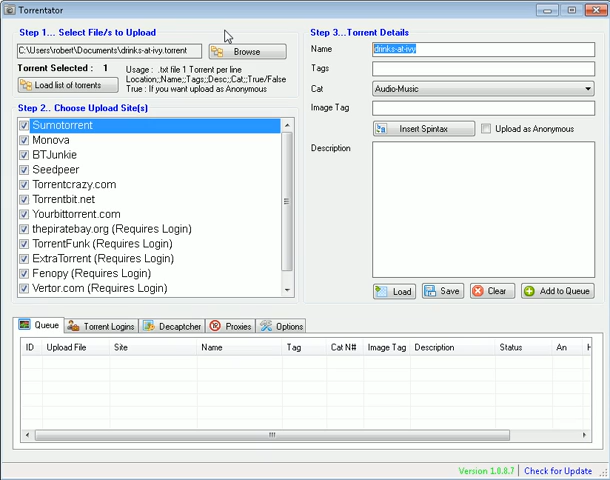 Torrentator
Step 1... Select File/s to Upload
C:\Users\robert\Documents\drinks-at-ivy.torrent
Browse
Torrent Selected : 1
Usage : .txt file 1 Torrent per line
Location;;Name;;Tags;;Desc;;Cat;;True/False
True : If you want upload as Anonymous
Load list of torrents
Step 2.. Choose Upload Site(s)
Sumotorrent
Monova
BTJunkie
Seedpeer
Torrentcrazy.com
Torrentbit.net
Yourbittorrent.com
thepiratebay.org (Requires Login)
TorrentFunk (Requires Login)
ExtraTorrent (Requires Login)
Fenopy (Requires Login)
Vertor.com (Requires Login)
Step 3...Torrent Details
Name
drinks-at-ivy
Tags
Cat
Audio-Music
Image Tag
Insert Spintax
Upload as Anonymous
Description
Load
Save
Clear
Add to Queue
Queue
Torrent Logins
Decaptcher
Proxies
Options
ID
Upload File
Site
Name
Tag
Cat N#
Image Tag
Description
Status
An
Version 1.0.8.7
Check for Update